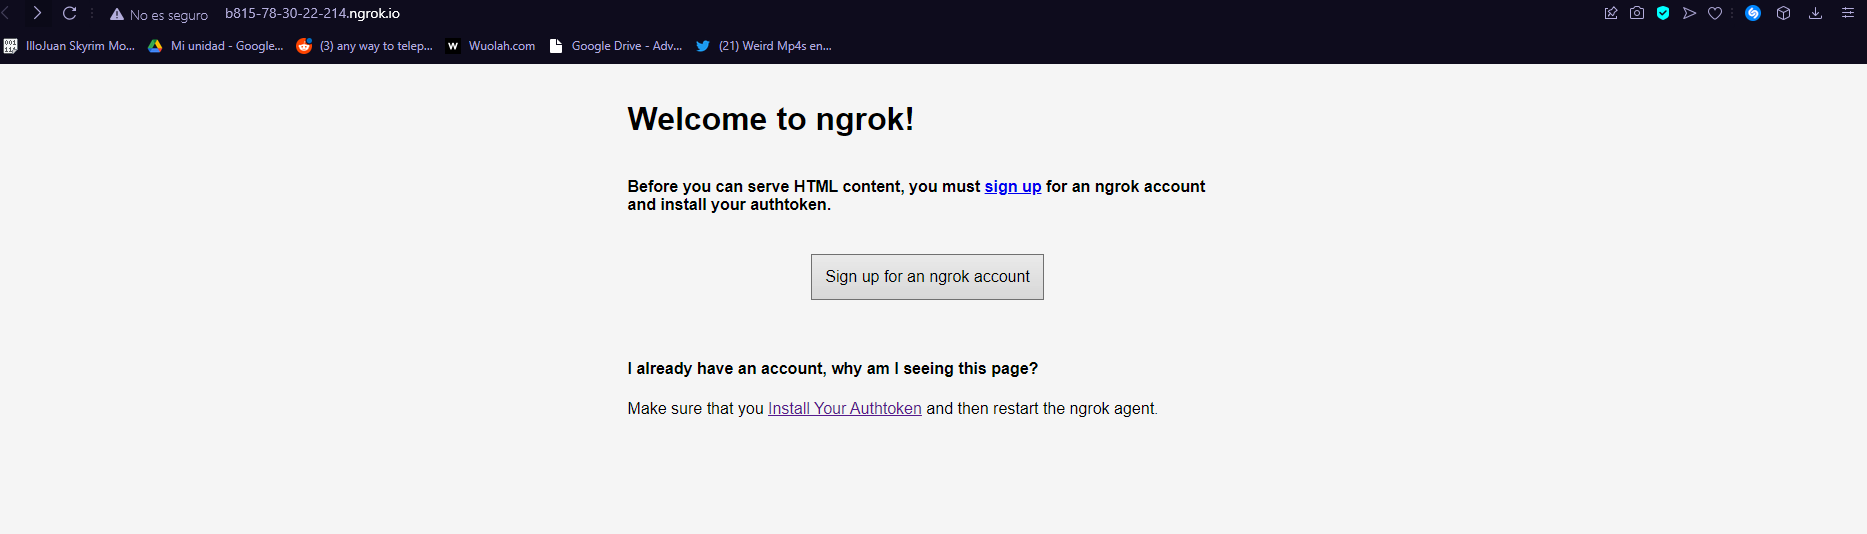 No es seguro b815-78-30-22-214.ngrok.io
IlloJuan Skyrim Mo... Mi unidad - Google... (3) any way to telep... W Wuolah.com Google Drive - Adv... (21) Weird Mp4s en...
Welcome to ngrok!
Before you can serve HTML content, you must sign up for an ngrok account
and install your authtoken.
Sign up for an ngrok account
I already have an account, why am I seeing this page?
Make sure that you Install Your Authtoken and then restart the ngrok agent.